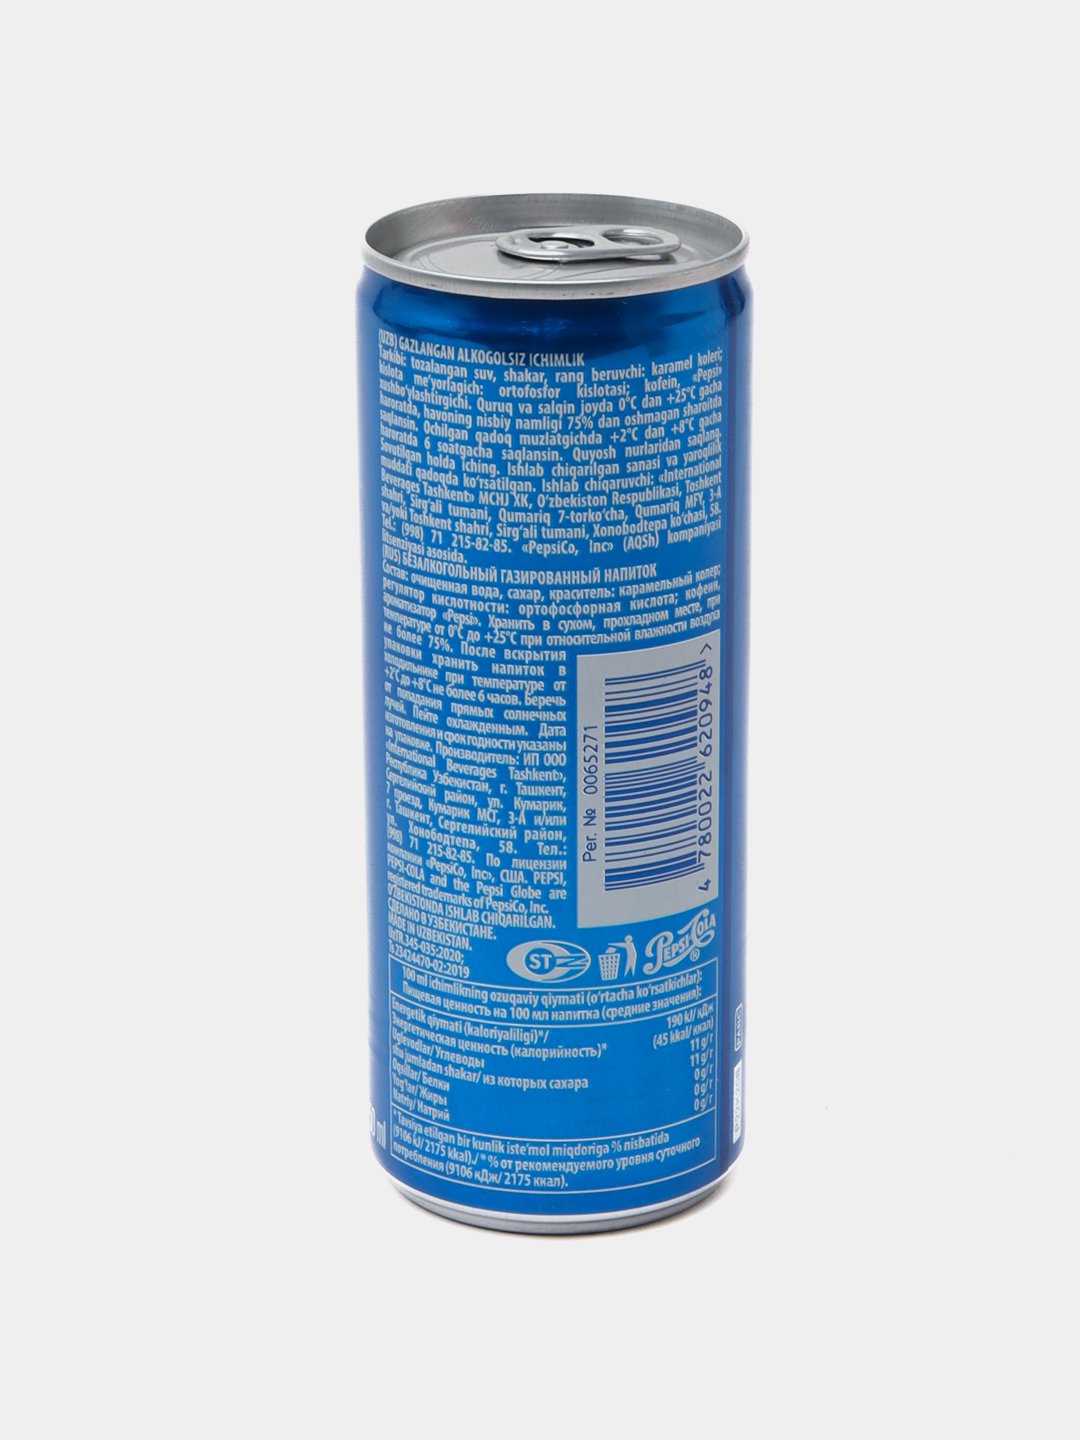 (UZB) GAZLANGAN ALKOGOLSIZ ICHIMLIK
Tarkibi: tozalangan suv, shakar, rang beruvchi: karamel koleri;
kislota me'yorlagich: ortofosfor kislotasi; kofein, «Pepsi»
xushbo'ylashtirgichi. Quruq va salqin joyda 0°C dan +25°C gacha
haroratda, havoning nisbiy namligi 75% dan oshmagan sharoitda
saqlansin. Ochilgan qadoq muzlatgichda +2°C dan +8°C gacha
haroratda 6 soatgacha saqlansin. Quyosh nurlaridan saqlang.
Sovutilgan holda iching. Ishlab chiqarilgan sanasi va yaroqlilik
muddati qadoqda ko'rsatilgan. Ishlab chiqaruvchi: «International
Beverages Tashkent» MCHJ XK, O'zbekiston Respublikasi, Toshkent
shahri, Sirg'ali tumani, Qumariq 7-torko'cha, Qumariq MFY, 3-A
va/yoki Toshkent shahri, Sirg'ali tumani, Xonobodtepa ko'chasi, 58.
Tel.: (998) 71 215-82-85. «PepsiCo, Inc» (AQSh) kompaniyasi
litsenziyasi asosida.
(RUS) БЕЗАЛКОГОЛЬНЫЙ ГАЗИРОВАННЫЙ НАПИТОК
Состав: очищенная вода, сахар, краситель: карамельный колер;
регулятор кислотности: ортофосфорная кислота; кофеин,
ароматизатор «Pepsi». Хранить в сухом, прохладном месте, при
температуре от 0°C до +25°C при относительной влажности воздуха
не более 75%. После вскрытия
упаковки хранить напиток в
холодильнике при температуре от
+2°C до +8°C не более 6 часов. Беречь
от попадания прямых солнечных
лучей. Пейте охлажденным. Дата
изготовления и срок годности указаны
на упаковке. Производитель: ИП ООО
«International Beverages Tashkent»,
Республика Узбекистан, г. Ташкент,
Сергелийский район, ул. Кумарик,
7 проезд, Кумарик МСГ, 3-А и/или
г. Ташкент, Сергелийский район,
ул. Хонободтепа, 58. Тел.:
(998) 71 215-82-85. По лицензии
компании «PepsiCo, Inc», США. PEPSI,
PEPSI-COLA and the Pepsi Globe are
registered trademarks of PepsiCo, Inc.
O'ZBEKISTONDA ISHLAB CHIQARILGAN.
СДЕЛАНО В УЗБЕКИСТАНЕ.
MADE IN UZBEKISTAN.
UzTR.345-035:2020;
Ts 23424470-02:2019
Рег. № 0065271
4 780022 620948 >
ST
PEPSI-COLA ®
100 ml ichimlikning ozuqaviy qiymati (o'rtacha ko'rsatkichlar):
Пищевая ценность на 100 мл напитка (средние значения):
Energetik qiymati (kaloriyaliligi)*/ 190 kJ/ кДж
Энергетическая ценность (калорийность)* (45 kkal/ ккал)
Uglevodlar/ Углеводы 11 g/ г
shu jumladan shakar/ из которых сахара 11 g/ г
Oqsillar/ Белки 0 g/ г
Yog'lar/ Жиры 0 g/ г
Natriy/ Натрий 0 g/ г
* Tavsiya etilgan bir kunlik iste'mol miqdoriga % nisbatida
(9106 kJ/ 2175 kkal)./ * % от рекомендуемого уровня суточного
потребления (9106 кДж/ 2175 ккал).
ml